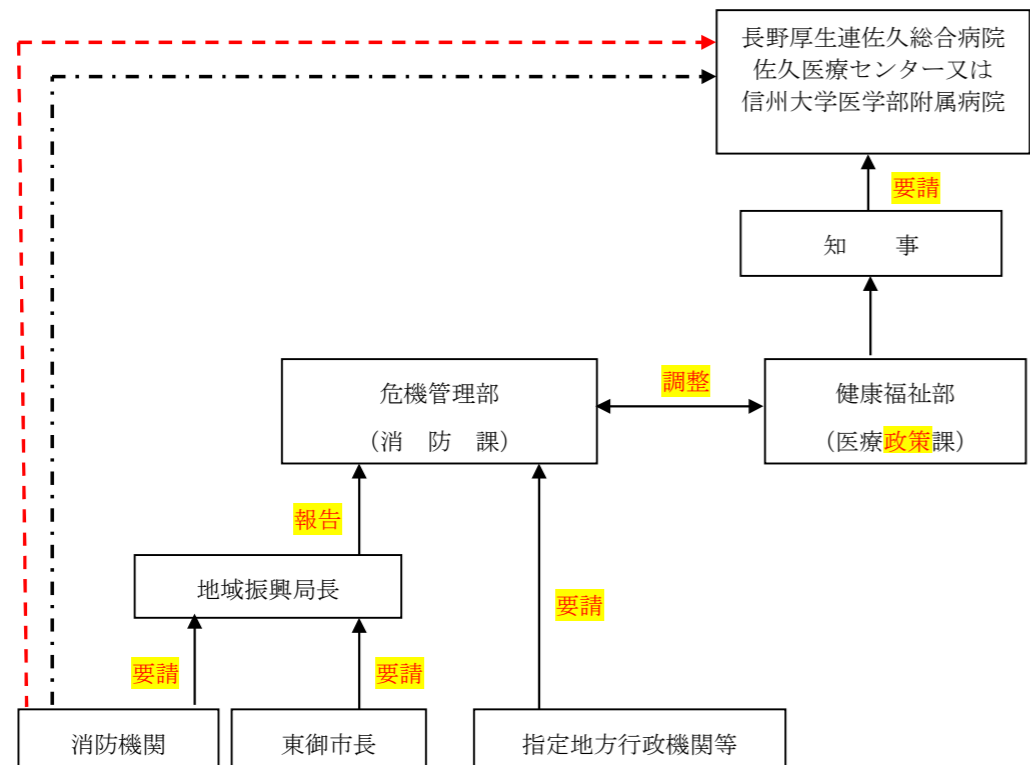 長野厚生連佐久総合病院
佐久医療センター又は
信州大学医学部附属病院
要請
知　　事
危機管理部
（消　防　課）
調整
健康福祉部
（医療政策課）
報告
地域振興局長
要請
要請
要請
消防機関
東御市長
指定地方行政機関等